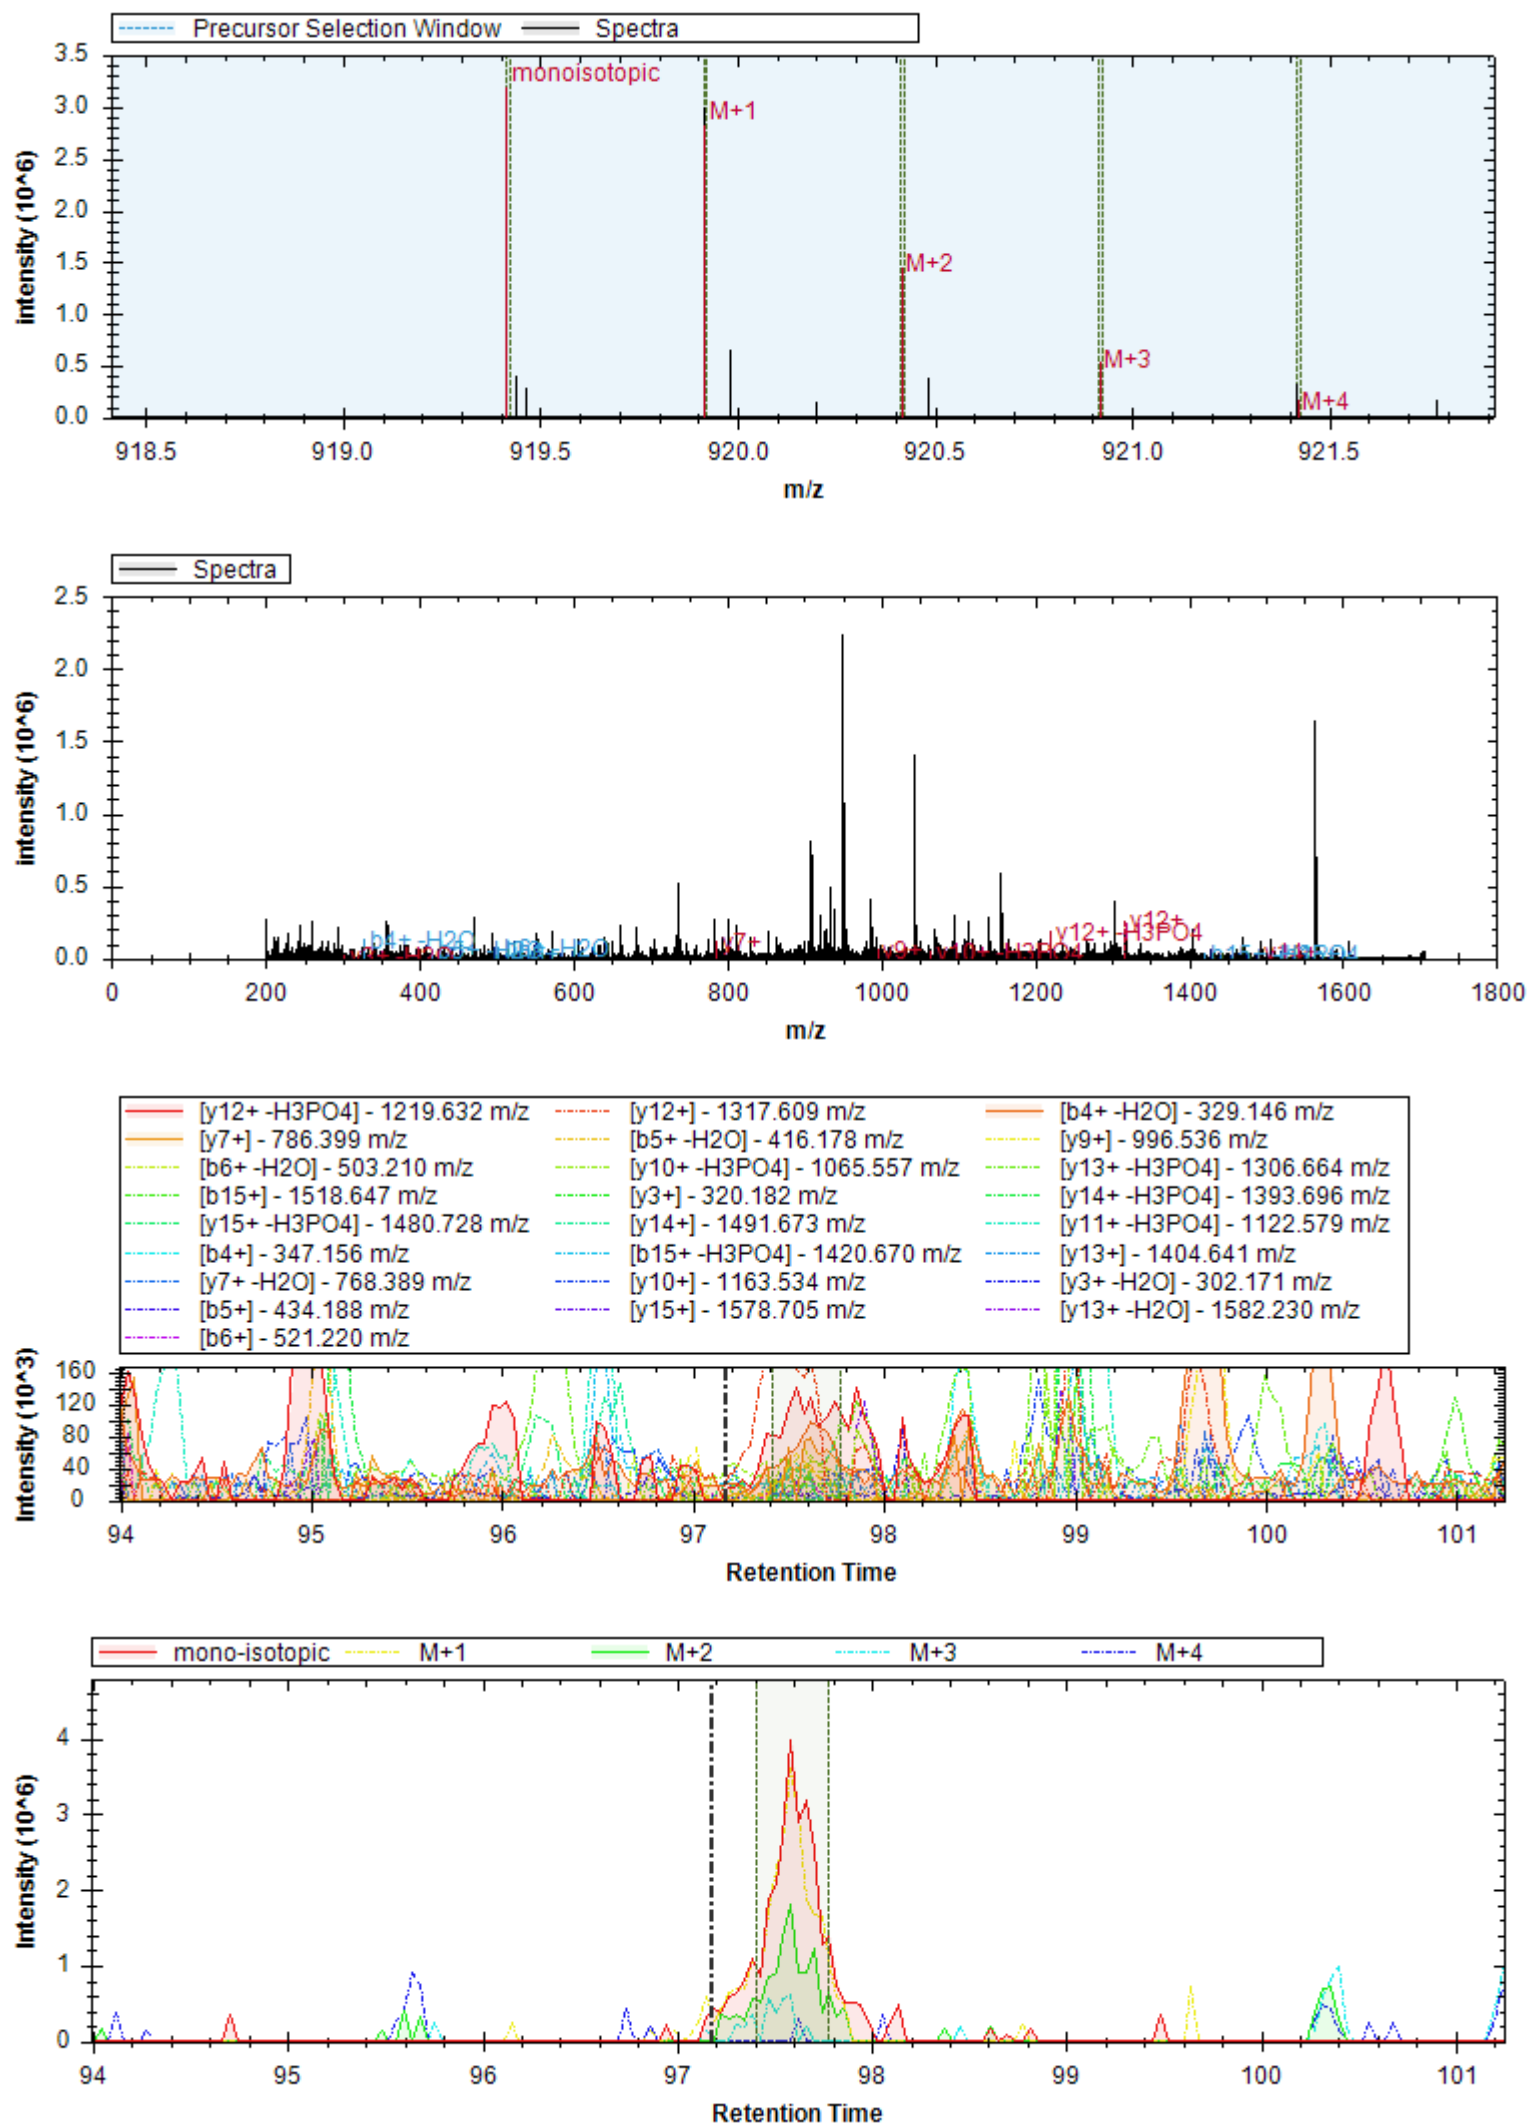 Precursor Selection Window Spectra
3.5
monoisotopic
3.0
M+1
2.5
2.0
1.5
M+2
1.0
0.5
M+3
M+4
0.0
918.5 919.0 919.5 920.0 920.5 921.0 921.5
m/z
intensity (10^6)
Spectra
2.5
2.0
1.5
1.0
0.5
y12+
y12+ -H3PO4
b4+ -H2O
y7+
0.0
0 200 400 600 800 1000 1200 1400 1600 1800
m/z
intensity (10^6)
[y12+ -H3PO4] - 1219.632 m/z [y12+] - 1317.609 m/z [b4+ -H2O] - 329.146 m/z
[y7+] - 786.399 m/z [b5+ -H2O] - 416.178 m/z [y9+] - 996.536 m/z
[b6+ -H2O] - 503.210 m/z [y10+ -H3PO4] - 1065.557 m/z [y13+ -H3PO4] - 1306.664 m/z
[b15+] - 1518.647 m/z [y3+] - 320.182 m/z [y14+ -H3PO4] - 1393.696 m/z
[y15+ -H3PO4] - 1480.728 m/z [y14+] - 1491.673 m/z [y11+ -H3PO4] - 1122.579 m/z
[b4+] - 347.156 m/z [b15+ -H3PO4] - 1420.670 m/z [y13+] - 1404.641 m/z
[y7+ -H2O] - 768.389 m/z [y10+] - 1163.534 m/z [y3+ -H2O] - 302.171 m/z
[b5+] - 434.188 m/z [y15+] - 1578.705 m/z [y13+ -H2O] - 1582.230 m/z
[b6+] - 521.220 m/z
160
120
80
40
0
94 95 96 97 98 99 100 101
Retention Time
Intensity (10^3)
mono-isotopic M+1 M+2 M+3 M+4
4
3
2
1
0
94 95 96 97 98 99 100 101
Retention Time
Intensity (10^6)